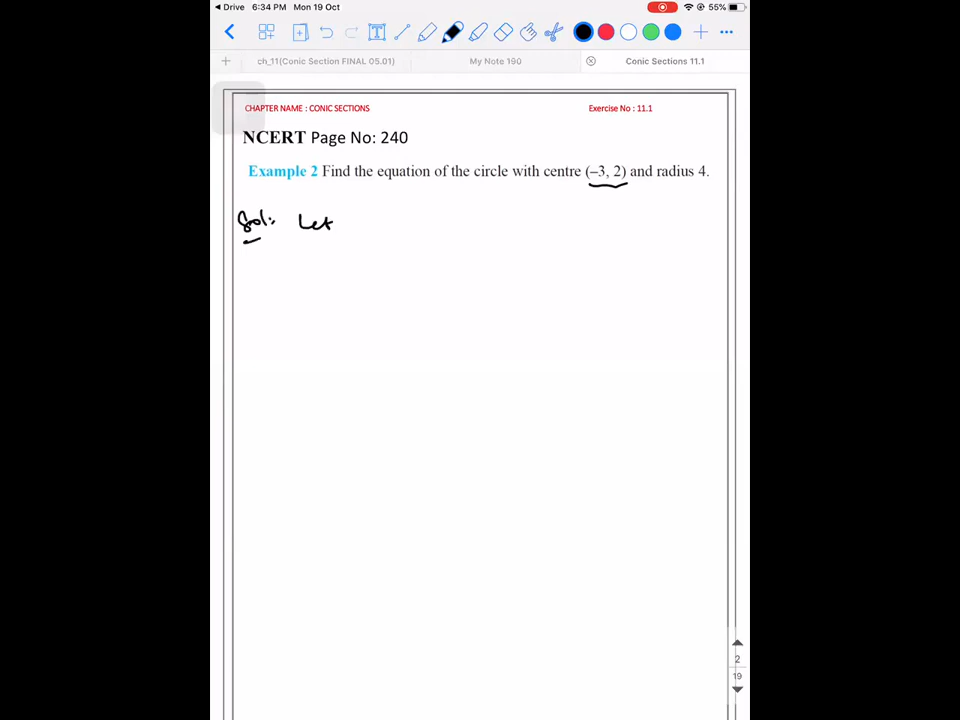 Drive 6:34 PM Mon 19 Oct 55%
ch_11(Conic Section FINAL 05.01) My Note 190 Conic Sections 11.1
CHAPTER NAME : CONIC SECTIONS Exercise No : 11.1
NCERT Page No: 240
Example 2 Find the equation of the circle with centre (–3, 2) and radius 4.
Sol: Let
2
19